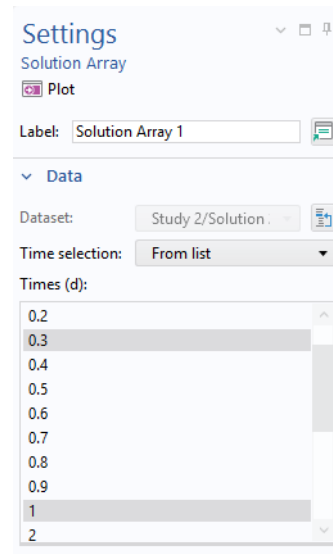 Settings
Solution Array
Plot
Label: Solution Array 1
Data
Dataset: Study 2/Solution
Time selection: From list
Times (d):
0.2
0.3
0.4
0.5
0.6
0.7
0.8
0.9
1
2